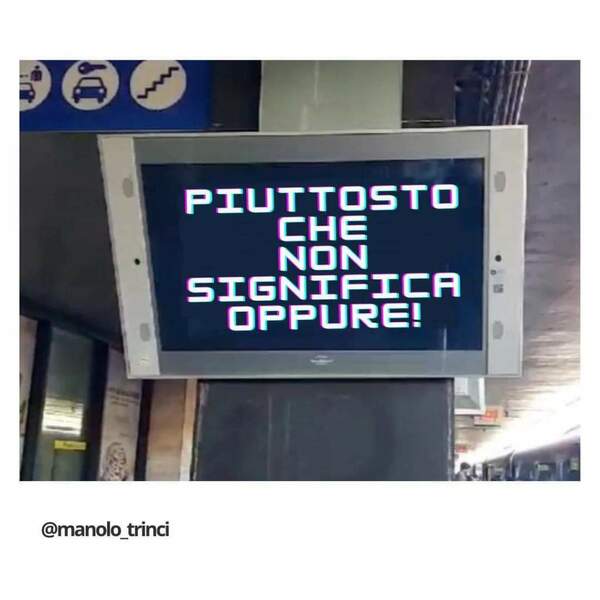 PIUTTOSTO
CHE
NON
SIGNIFICA
OPPURE!
@manolo_trinci